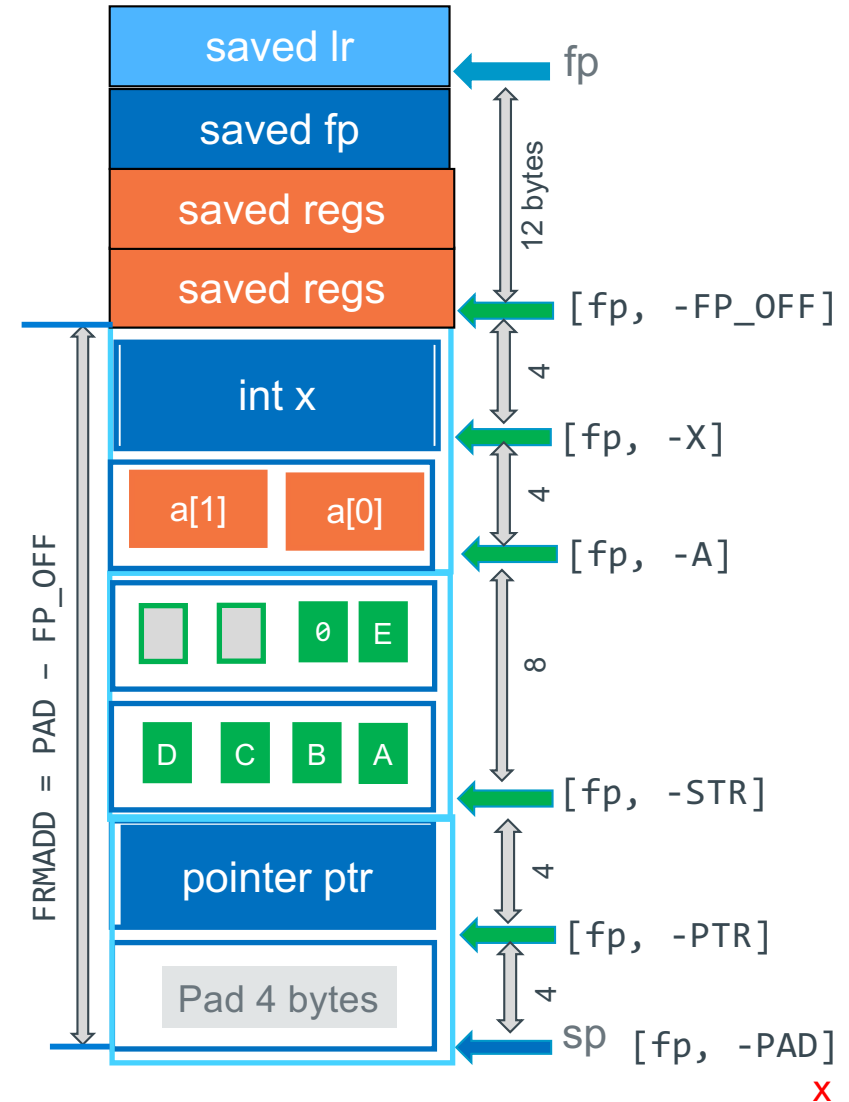 saved lr
fp
saved fp
12 bytes
saved regs
saved regs
[fp, -FP_OFF]
4
int x
[fp, -X]
4
a[1] a[0]
[fp, -A]
FRMADD = PAD – FP_OFF
0 E
8
D C B A
[fp, -STR]
4
pointer ptr
[fp, -PTR]
4
Pad 4 bytes
sp [fp, -PAD]
x